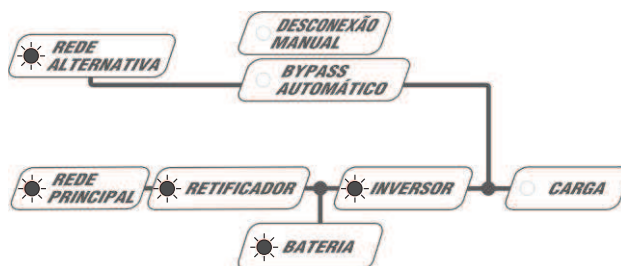 DESCONEXÃO
MANUAL
REDE
ALTERNATIVA
BYPASS
AUTOMÁTICO
REDE
PRINCIPAL
RETIFICADOR
INVERSOR
CARGA
BATERIA